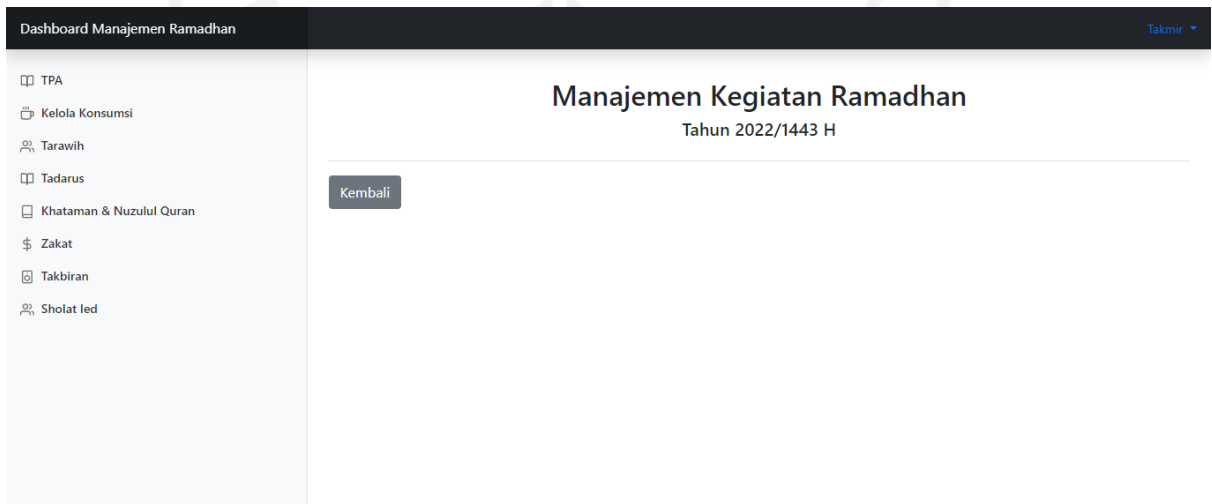 Dashboard Manajemen Ramadhan
Takmir
TPA
Kelola Konsumsi
Tarawih
Tadarus
Khataman & Nuzulul Quran
Zakat
Takbiran
Sholat Ied
Manajemen Kegiatan Ramadhan
Tahun 2022/1443 H
Kembali